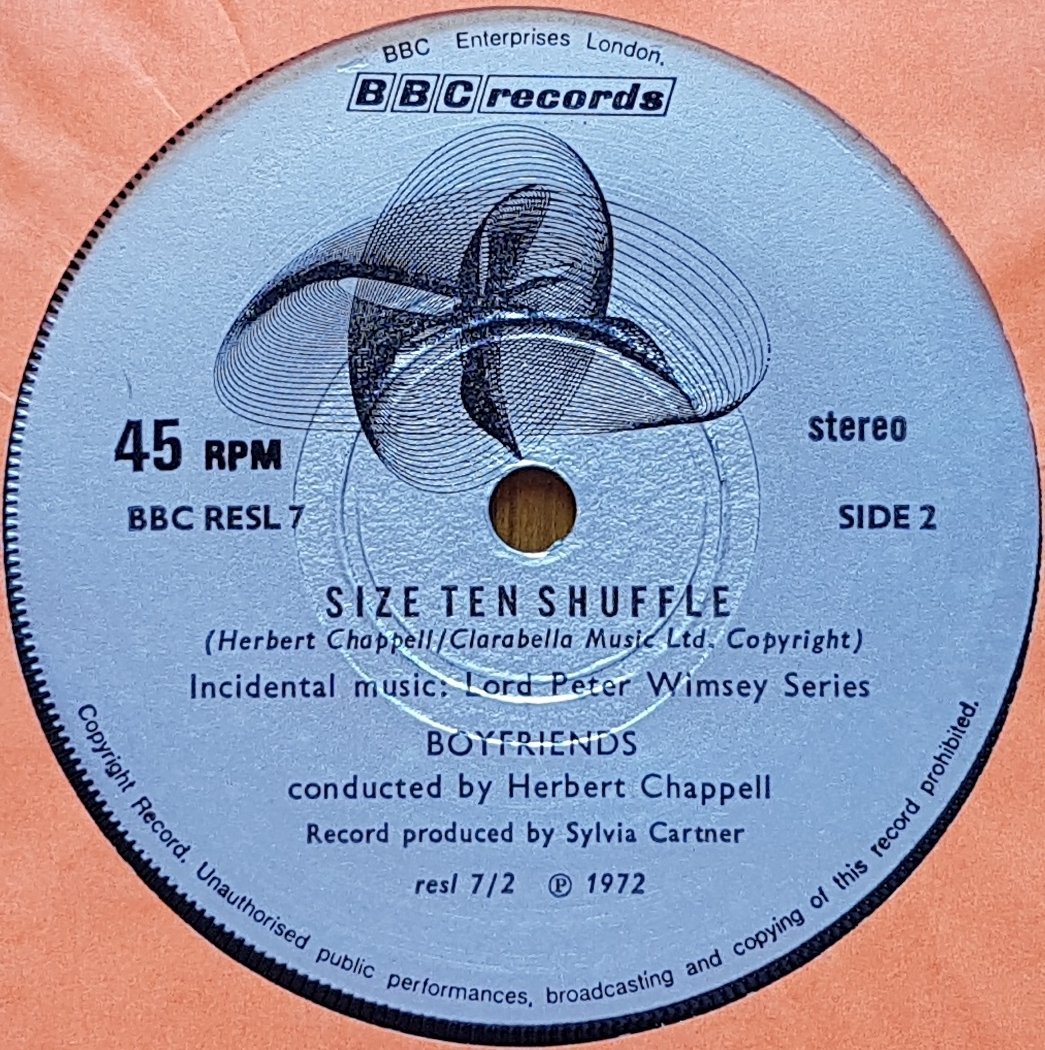 BBC Enterprises London.
BBC records
45 RPM
stereo
BBC RESL 7
SIDE 2
SIZE TEN SHUFFLE
(Herbert Chappell/Clarabella Music Ltd. Copyright)
Incidental music: Lord Peter Wimsey Series
BOYFRIENDS
conducted by Herbert Chappell
Record produced by Sylvia Cartner
resl 7/2 ℗ 1972
Copyright Record. Unauthorised public performances, broadcasting and copying of this record prohibited.